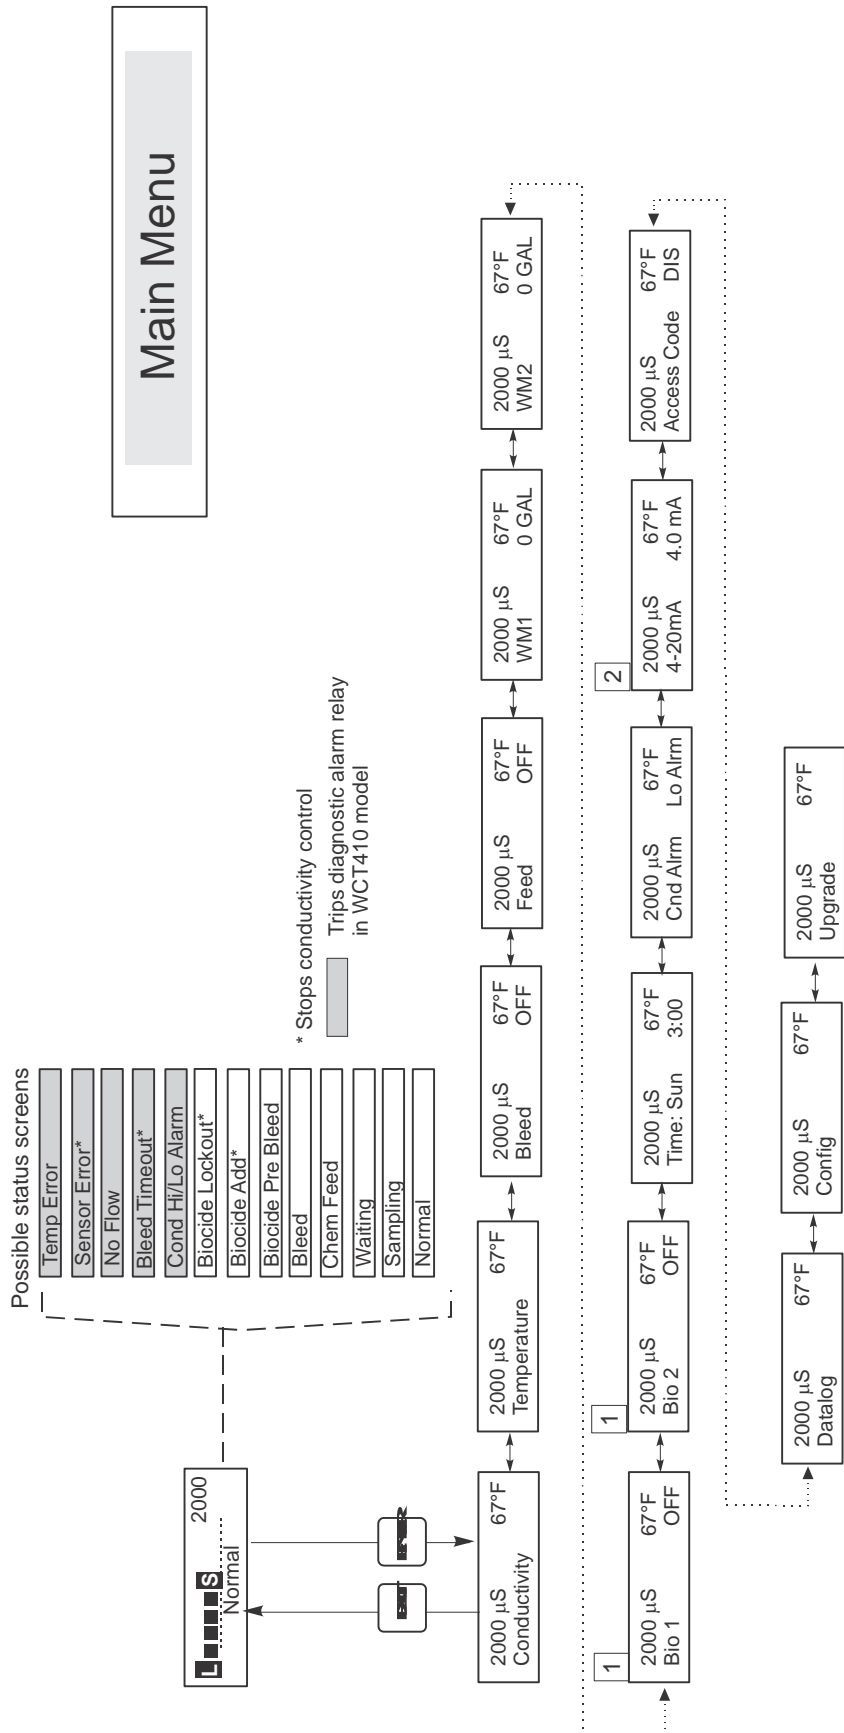 Main Menu
Possible status screens
Temp Error
Sensor Error*
No Flow
Bleed Timeout*
Cond Hi/Lo Alarm
Biocide Lockout*
Biocide Add*
Biocide Pre Bleed
Bleed
Chem Feed
Waiting
Sampling
Normal
* Stops conductivity control
Trips diagnostic alarm relay
in WCT410 model
L S 2000
Normal
2000 µS 67°F
Conductivity
2000 µS 67°F
Temperature
2000 µS 67°F
Bleed OFF
2000 µS 67°F
Feed OFF
2000 µS 67°F
WM1 0 GAL
2000 µS 67°F
WM2 0 GAL
1
2000 µS 67°F
Bio 1 OFF
1
2000 µS 67°F
Bio 2 OFF
2000 µS 67°F
Time: Sun 3:00
2000 µS 67°F
Cnd Alrm Lo Alrm
2
2000 µS 67°F
4-20mA 4.0 mA
2000 µS 67°F
Access Code DIS
2000 µS 67°F
Datalog
2000 µS 67°F
Config
2000 µS 67°F
Upgrade